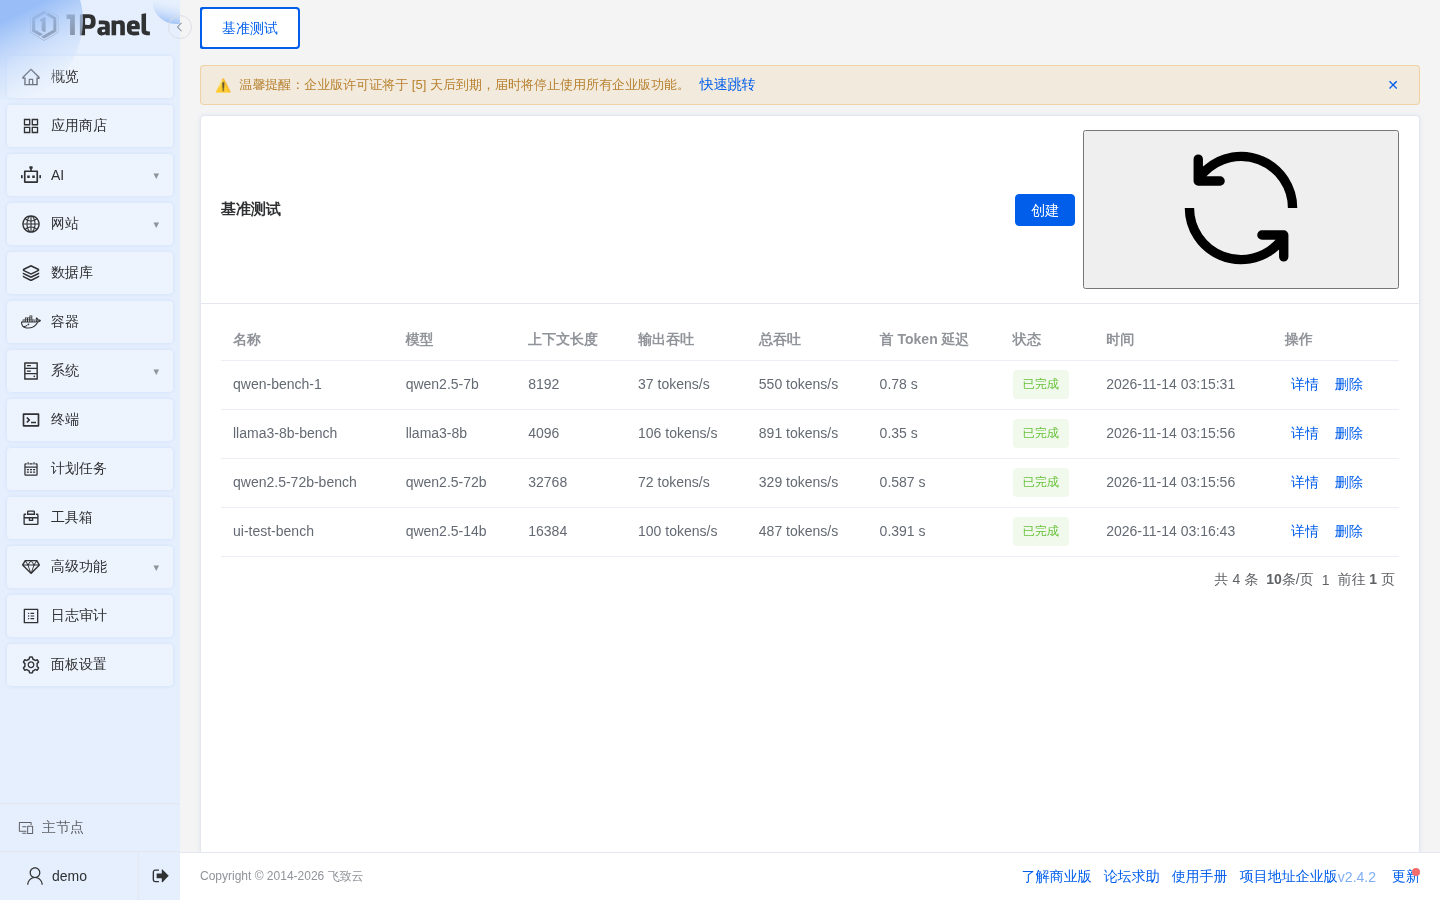 1Panel
概览
应用商店
AI
网站
数据库
容器
系统
终端
计划任务
工具箱
高级功能
日志审计
面板设置
主节点
demo
基准测试
温馨提醒：企业版许可证将于 [5] 天后到期，届时将停止使用所有企业版功能。 快速跳转
基准测试 创建
名称 模型 上下文长度 输出吞吐 总吞吐 首 Token 延迟 状态 时间 操作
qwen-bench-1 qwen2.5-7b 8192 37 tokens/s 550 tokens/s 0.78 s 已完成 2026-11-14 03:15:31 详情 删除
llama3-8b-bench llama3-8b 4096 106 tokens/s 891 tokens/s 0.35 s 已完成 2026-11-14 03:15:56 详情 删除
qwen2.5-72b-bench qwen2.5-72b 32768 72 tokens/s 329 tokens/s 0.587 s 已完成 2026-11-14 03:15:56 详情 删除
ui-test-bench qwen2.5-14b 16384 100 tokens/s 487 tokens/s 0.391 s 已完成 2026-11-14 03:16:43 详情 删除
共 4 条 10条/页 1 前往 1 页
Copyright © 2014-2026 飞致云 了解商业版 论坛求助 使用手册 项目地址企业版v2.4.2 更新